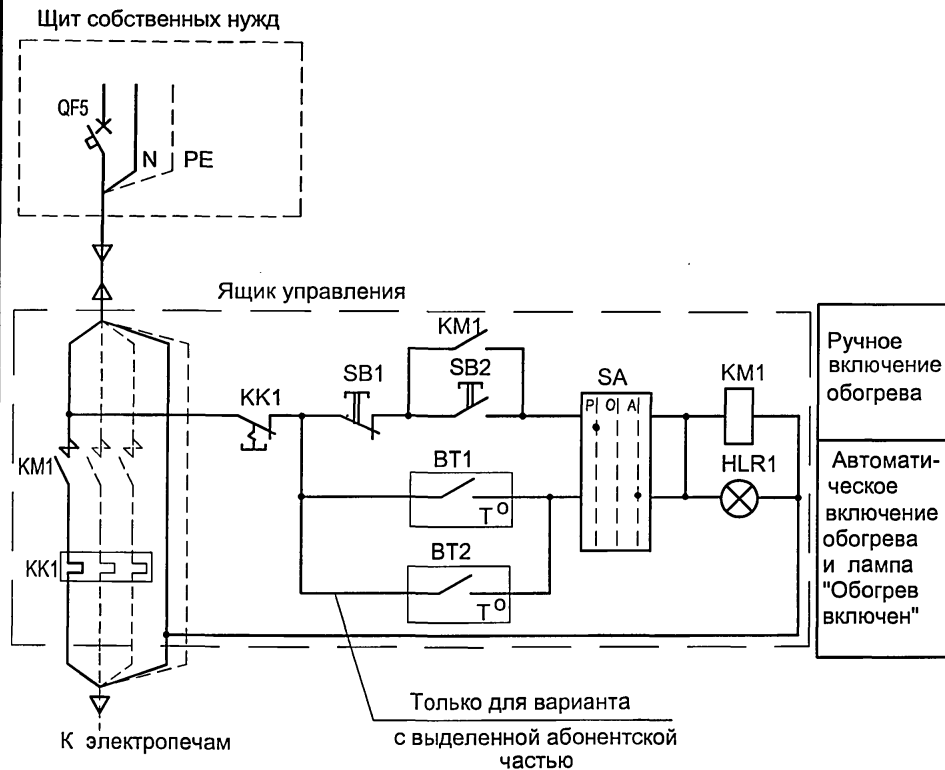 Щит собственных нужд
QF5
N
PE
Ящик управления
KM1
SB1
SB2
SA
KM1
KK1
P O A
HLR1
KM1
BT1
T°
KK1
BT2
T°
Ручное
включение
обогрева
Автомати-
ческое
включение
обогрева
и лампа
"Обогрев
включен"
Только для варианта
с выделенной абонентской
частью
К электропечам